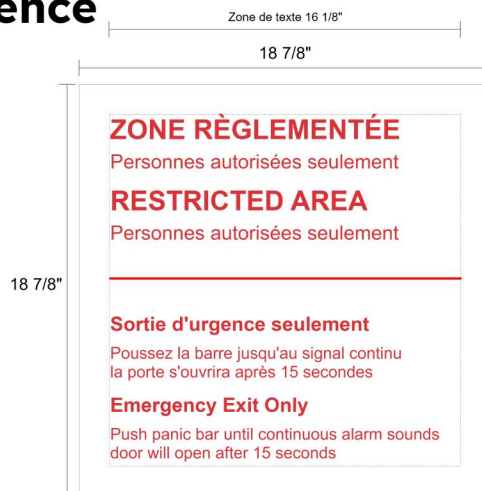 ence
Zone de texte 16 1/8"
18 7/8"
ZONE RÈGLEMENTÉE
Personnes autorisées seulement
RESTRICTED AREA
Personnes autorisées seulement
18 7/8"
Sortie d'urgence seulement
Poussez la barre jusqu'au signal continu
la porte s'ouvrira après 15 secondes
Emergency Exit Only
Push panic bar until continuous alarm sounds
door will open after 15 seconds